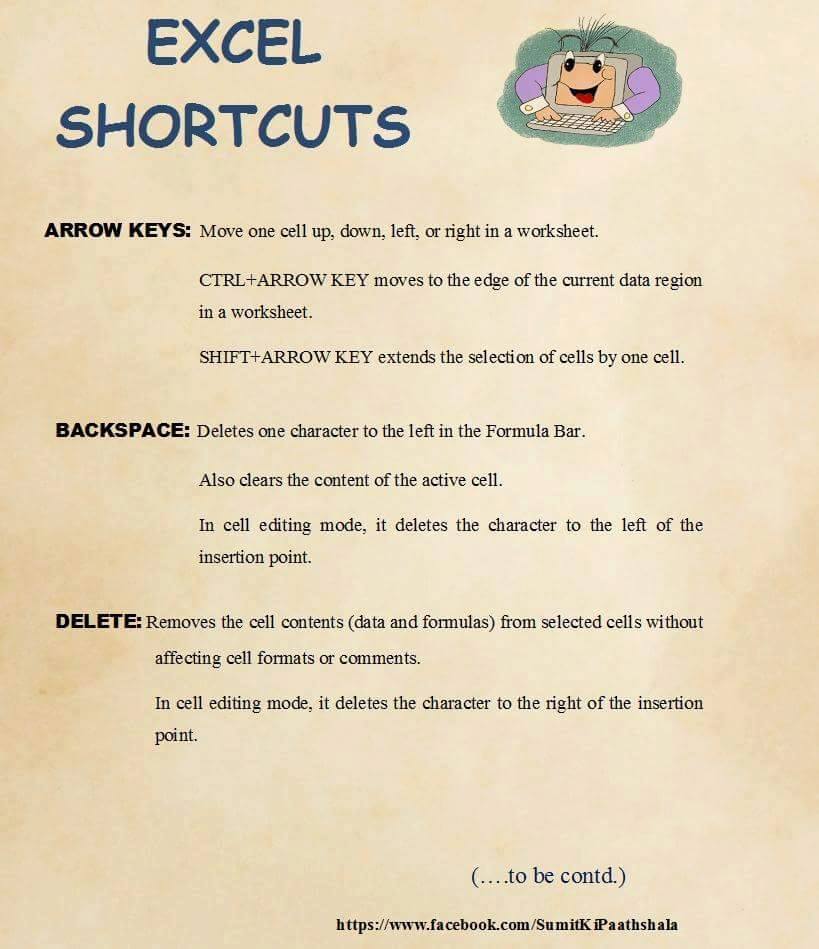 EXCEL
SHORTCUTS
ARROW KEYS: Move one cell up, down, left, or right in a worksheet.
CTRL+ARROW KEY moves to the edge of the current data region
in a worksheet.
SHIFT+ARROW KEY extends the selection of cells by one cell.
BACKSPACE: Deletes one character to the left in the Formula Bar.
Also clears the content of the active cell.
In cell editing mode, it deletes the character to the left of the
insertion point.
DELETE: Removes the cell contents (data and formulas) from selected cells without
affecting cell formats or comments.
In cell editing mode, it deletes the character to the right of the insertion
point.
(....to be contd.)
https://www.facebook.com/SumitKiPaathshala